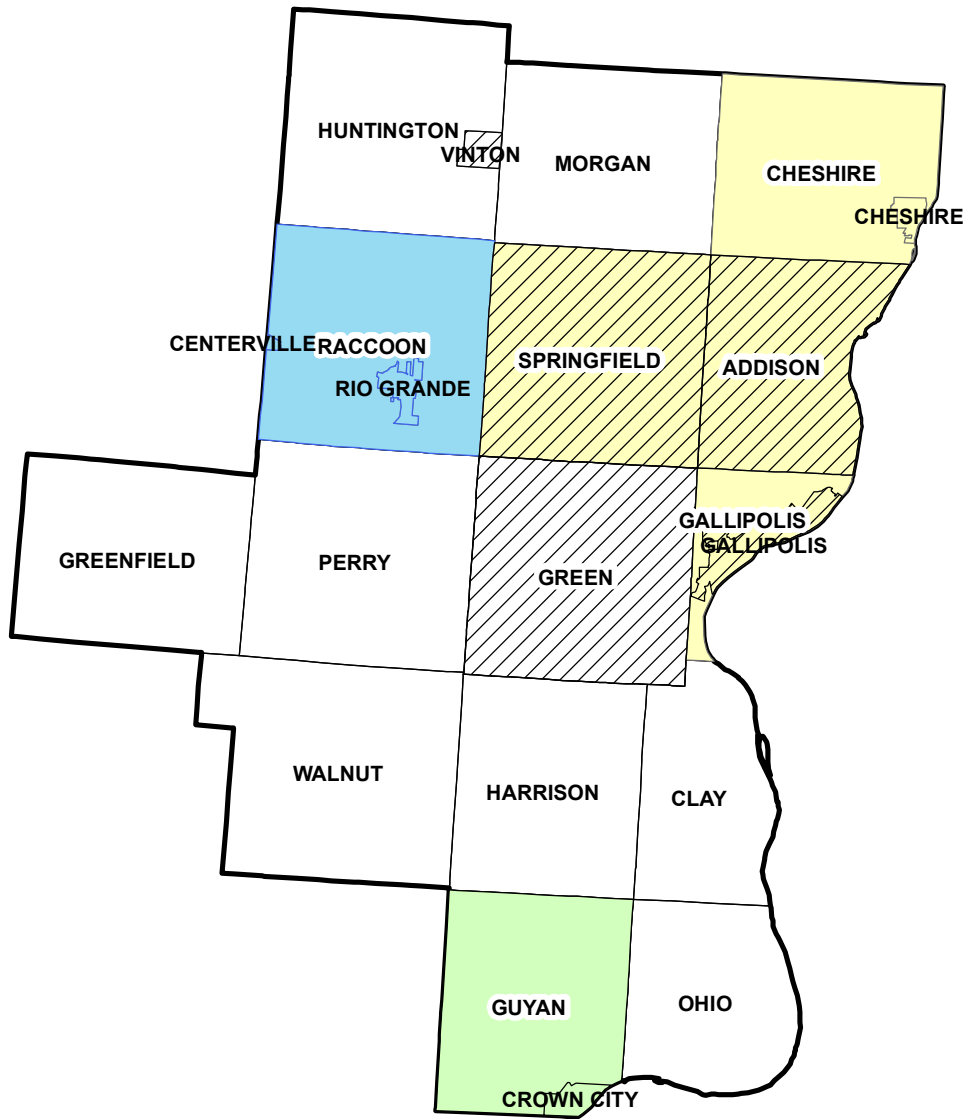 HUNTINGTON
VINTON
MORGAN
CHESHIRE
CHESHIRE
CENTERVILLE
RACCOON
RIO GRANDE
SPRINGFIELD
ADDISON
GREENFIELD
PERRY
GREEN
GALLIPOLIS
GALLIPOLIS
WALNUT
HARRISON
CLAY
GUYAN
OHIO
CROWN CITY